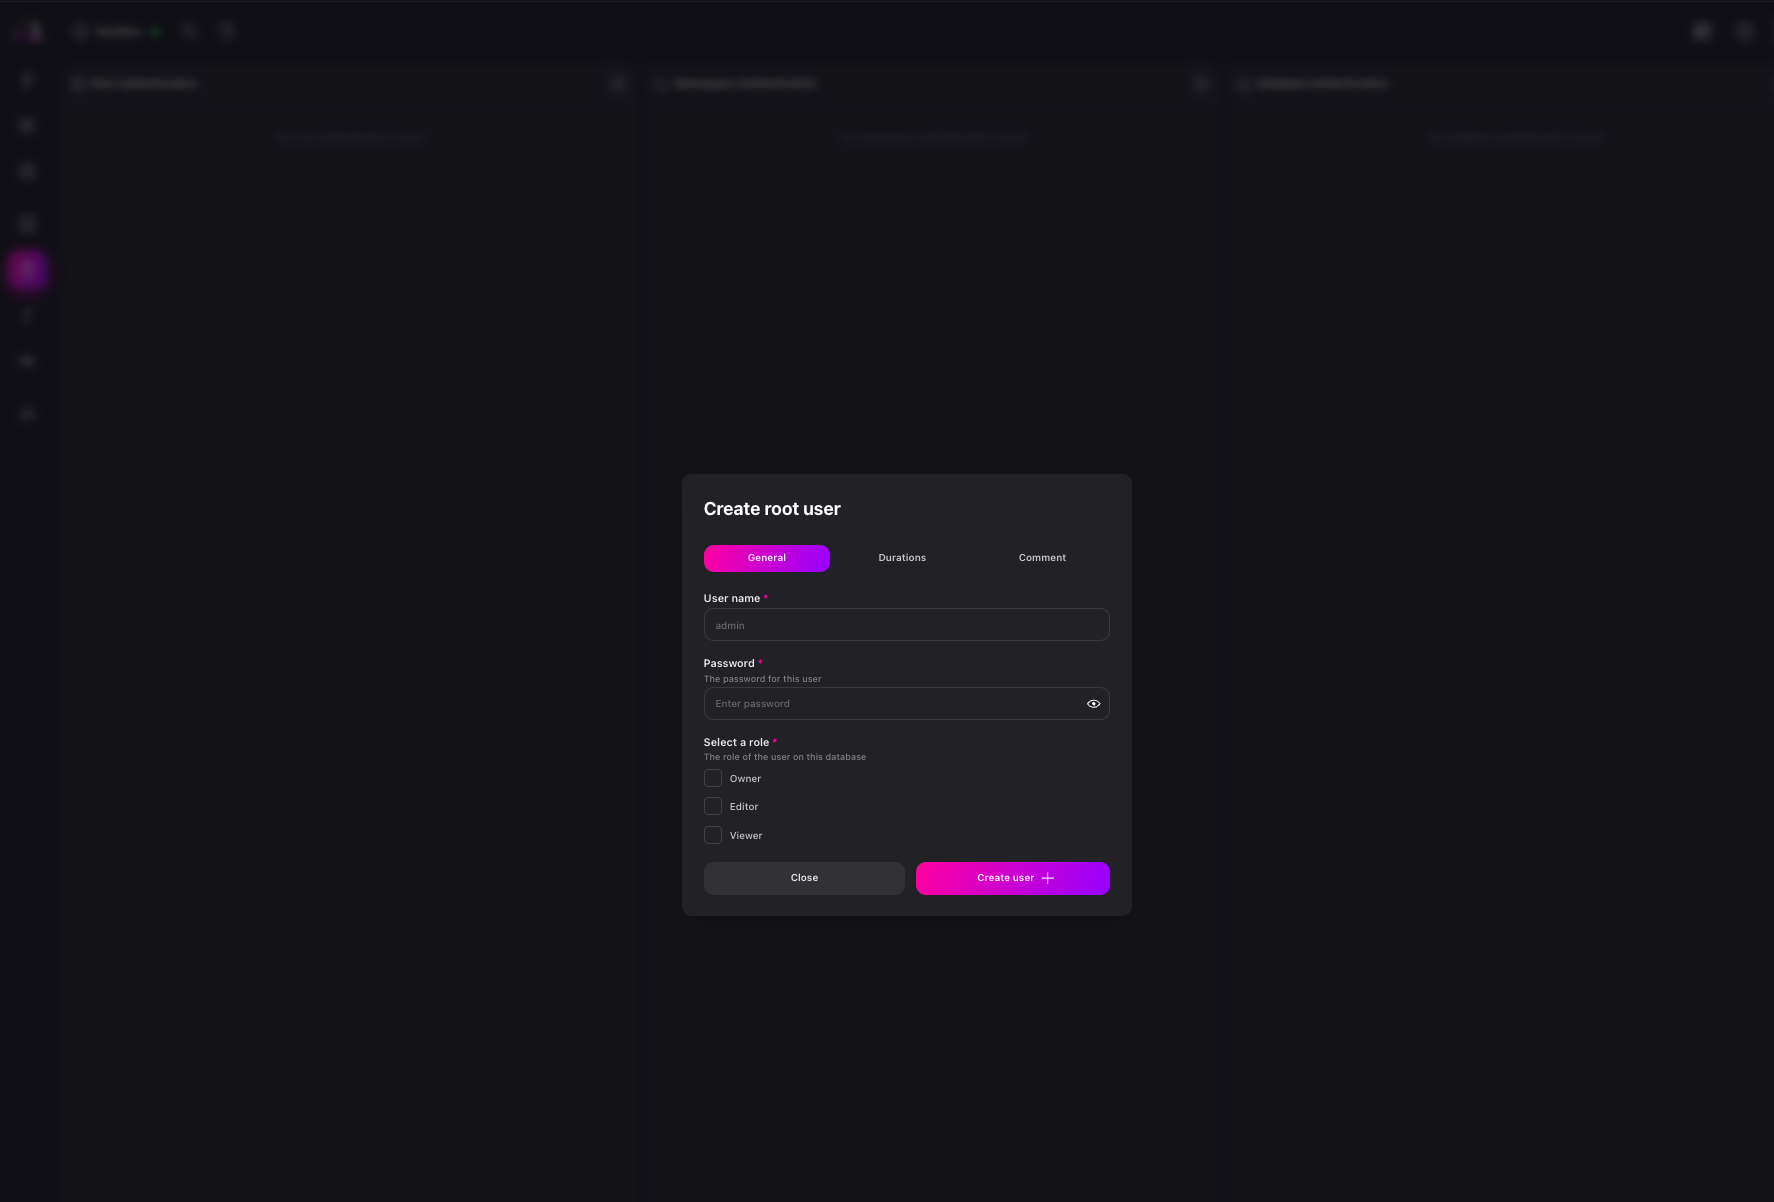 Create root user
General
Durations
Comment
User name *
admin
Password *
The password for this user
Enter password
Select a role *
The role of the user on this database
Owner
Editor
Viewer
Close
Create user